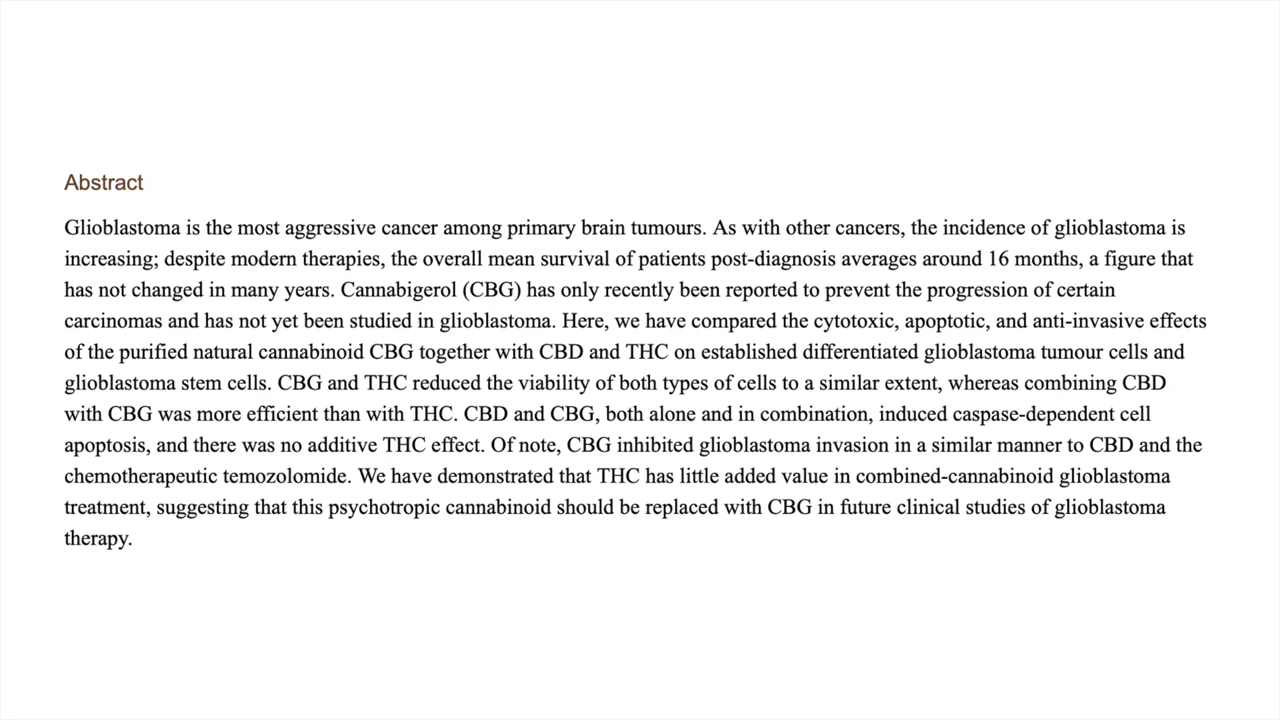 Abstract
Glioblastoma is the most aggressive cancer among primary brain tumours. As with other cancers, the incidence of glioblastoma is
increasing; despite modern therapies, the overall mean survival of patients post-diagnosis averages around 16 months, a figure that
has not changed in many years. Cannabigerol (CBG) has only recently been reported to prevent the progression of certain
carcinomas and has not yet been studied in glioblastoma. Here, we have compared the cytotoxic, apoptotic, and anti-invasive effects
of the purified natural cannabinoid CBG together with CBD and THC on established differentiated glioblastoma tumour cells and
glioblastoma stem cells. CBG and THC reduced the viability of both types of cells to a similar extent, whereas combining CBD
with CBG was more efficient than with THC. CBD and CBG, both alone and in combination, induced caspase-dependent cell
apoptosis, and there was no additive THC effect. Of note, CBG inhibited glioblastoma invasion in a similar manner to CBD and the
chemotherapeutic temozolomide. We have demonstrated that THC has little added value in combined-cannabinoid glioblastoma
treatment, suggesting that this psychotropic cannabinoid should be replaced with CBG in future clinical studies of glioblastoma
therapy.